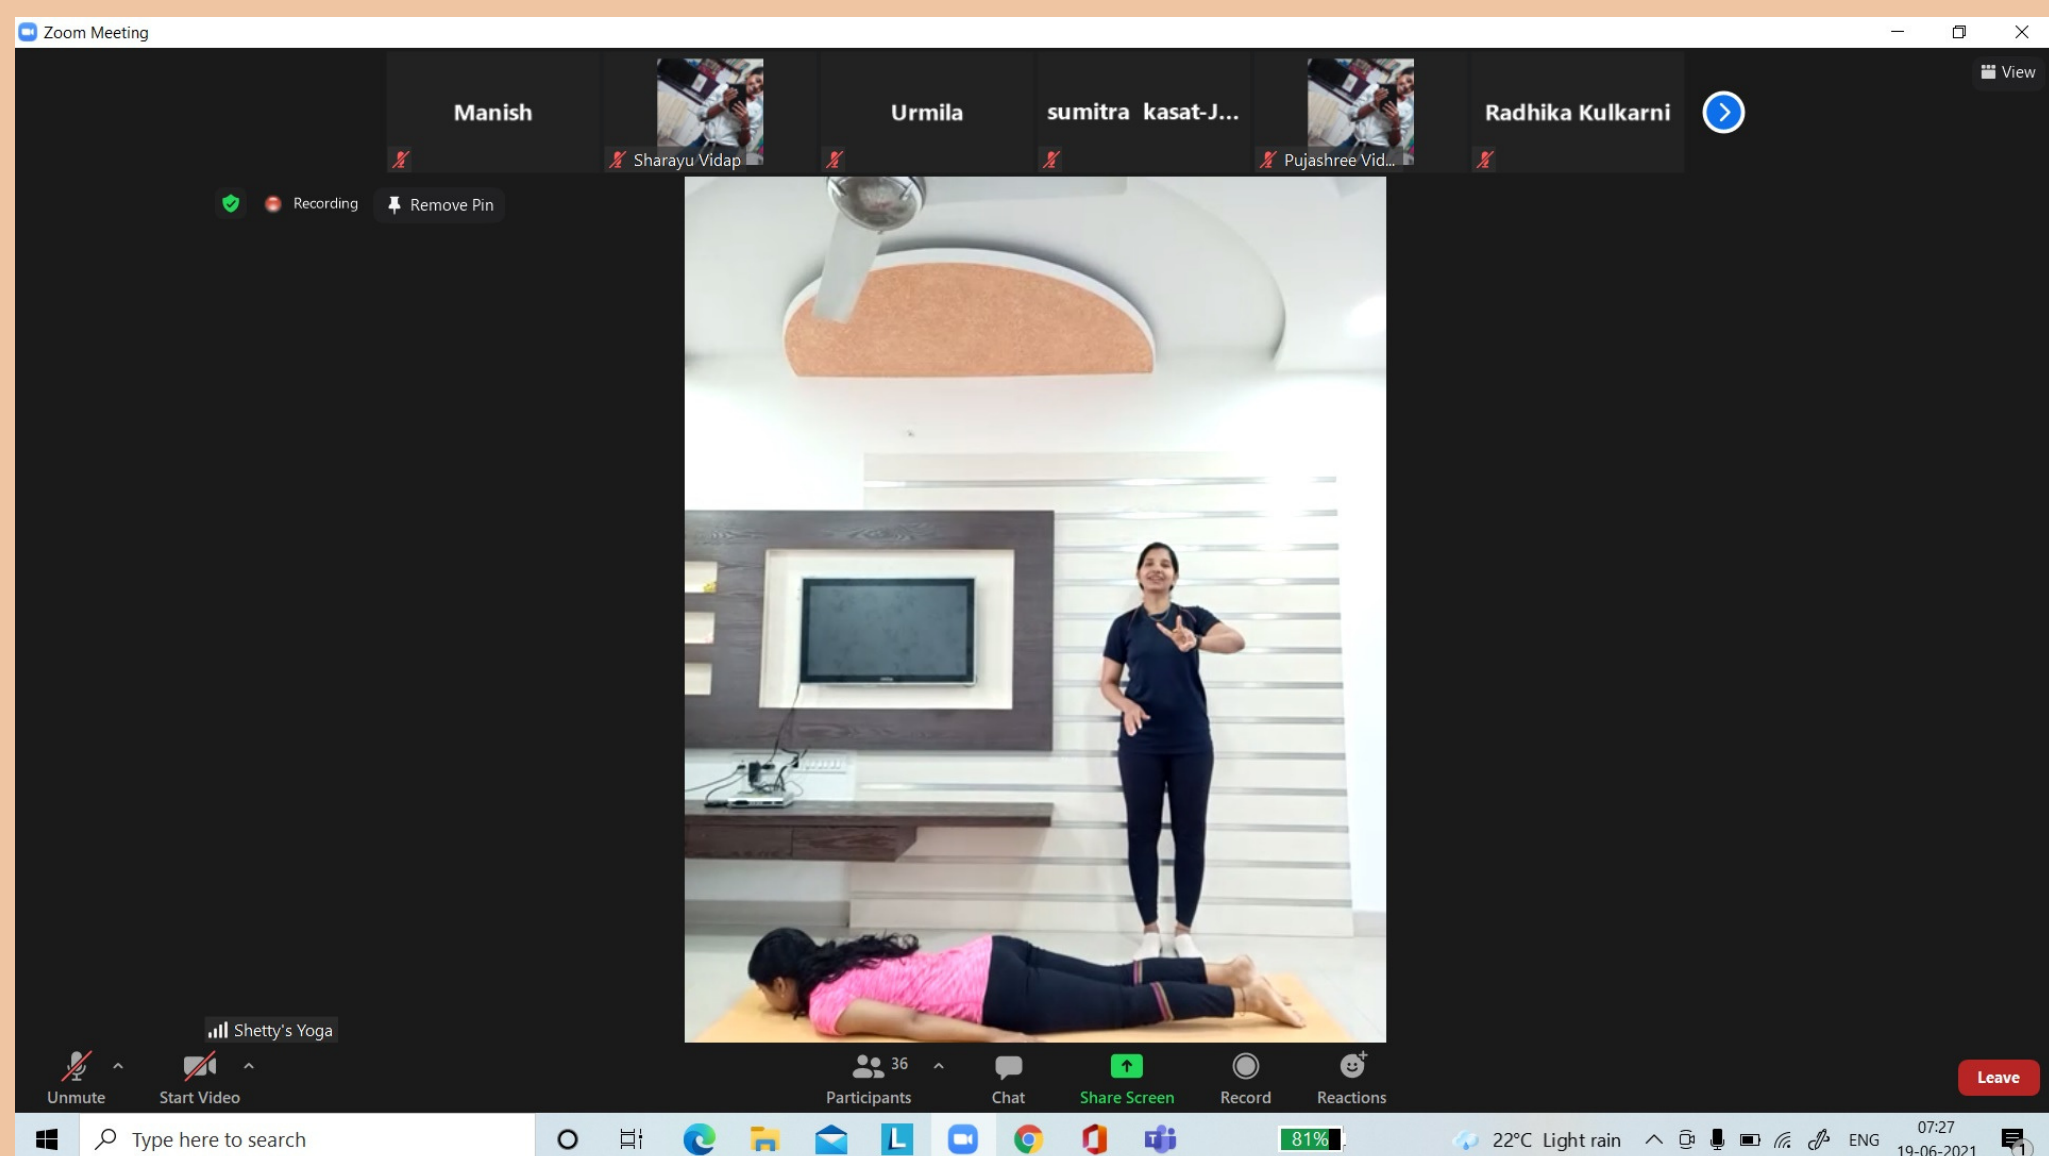 Zoom Meeting
View
Manish
Sharayu Vidap
Urmila
sumitra kasat-J...
Pujashree Vid...
Radhika Kulkarni
Recording
Remove Pin
Shetty's Yoga
Unmute
Start Video
36
Participants
Chat
Share Screen
Record
Reactions
Leave
Type here to search
L
81%
22°C Light rain
ENG
07:27
19-06-2021
1